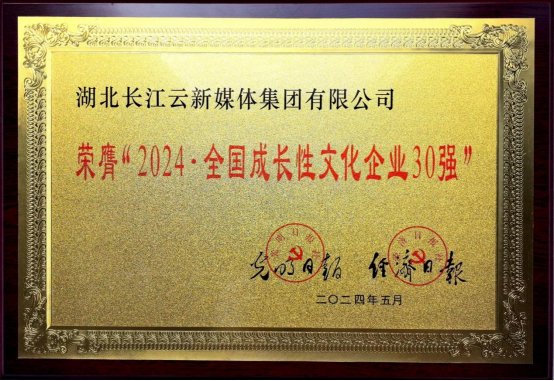 湖北长江云新媒体集团有限公司
荣膺“2024·全国成长性文化企业30强”
光明日报 经济日报
二〇二四年五月